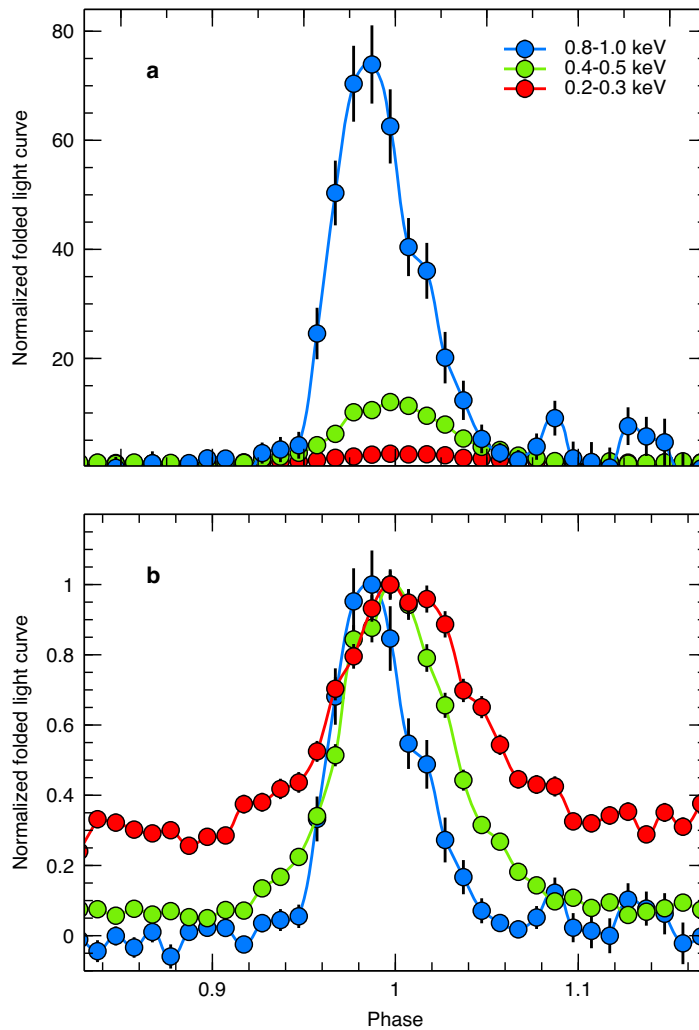 80
60
40
20
Normalized folded light curve
a
0.8-1.0 keV
0.4-0.5 keV
0.2-0.3 keV
1
0.8
0.6
0.4
0.2
0
Normalized folded light curve
b
0.9
1
1.1
Phase